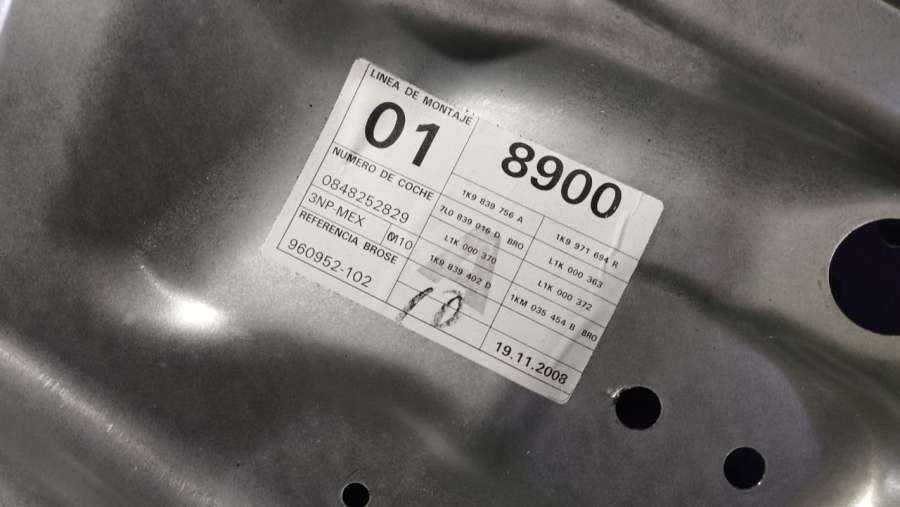 LINEA DE MONTAJE
01
8900
NUMERO DE COCHE
0848252829
3NP-MEX M10
REFERENCIA BROSE
960952-102
1K9 839 756 A
7L0 839 016 D BRO
L1K 000 370
1K9 839 402 D
1K9 971 694 R
L1K 000 363
L1K 000 372
1KM 035 454 B BRO
10
19.11.2008